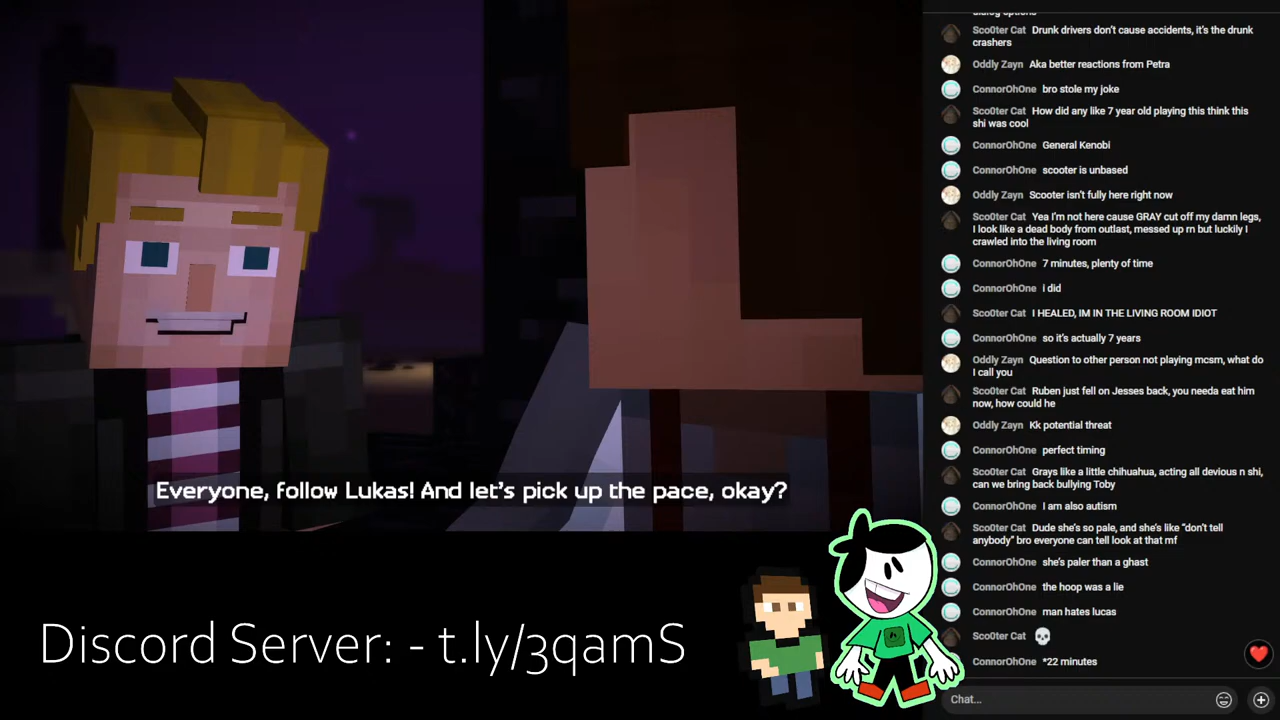 Everyone, follow Lukas! And let's pick up the pace, okay?
Discord Server: - t.ly/3qamS
dialog options
Sco0ter Cat Drunk drivers don't cause accidents, it's the drunk
crashers
Oddly Zayn Aka better reactions from Petra
ConnorOhOne bro stole my joke
Sco0ter Cat How did any like 7 year old playing this think this
shi was cool
ConnorOhOne General Kenobi
ConnorOhOne scooter is unbased
Oddly Zayn Scooter isn't fully here right now
Sco0ter Cat Yea I'm not here cause GRAY cut off my damn legs,
I look like a dead body from outlast, messed up rn but luckily I
crawled into the living room
ConnorOhOne 7 minutes, plenty of time
ConnorOhOne i did
Sco0ter Cat I HEALED, IM IN THE LIVING ROOM IDIOT
ConnorOhOne so it's actually 7 years
Oddly Zayn Question to other person not playing mcsm, what do
I call you
Sco0ter Cat Ruben just fell on Jesses back, you needa eat him
now, how could he
Oddly Zayn Kk potential threat
ConnorOhOne perfect timing
Sco0ter Cat Grays like a little chihuahua, acting all devious n shi,
can we bring back bullying Toby
ConnorOhOne I am also autism
Sco0ter Cat Dude she's so pale, and she's like "don't tell
anybody" bro everyone can tell look at that mf
ConnorOhOne she's paler than a ghast
ConnorOhOne the hoop was a lie
ConnorOhOne man hates lucas
Sco0ter Cat 💀
ConnorOhOne *22 minutes
Chat...